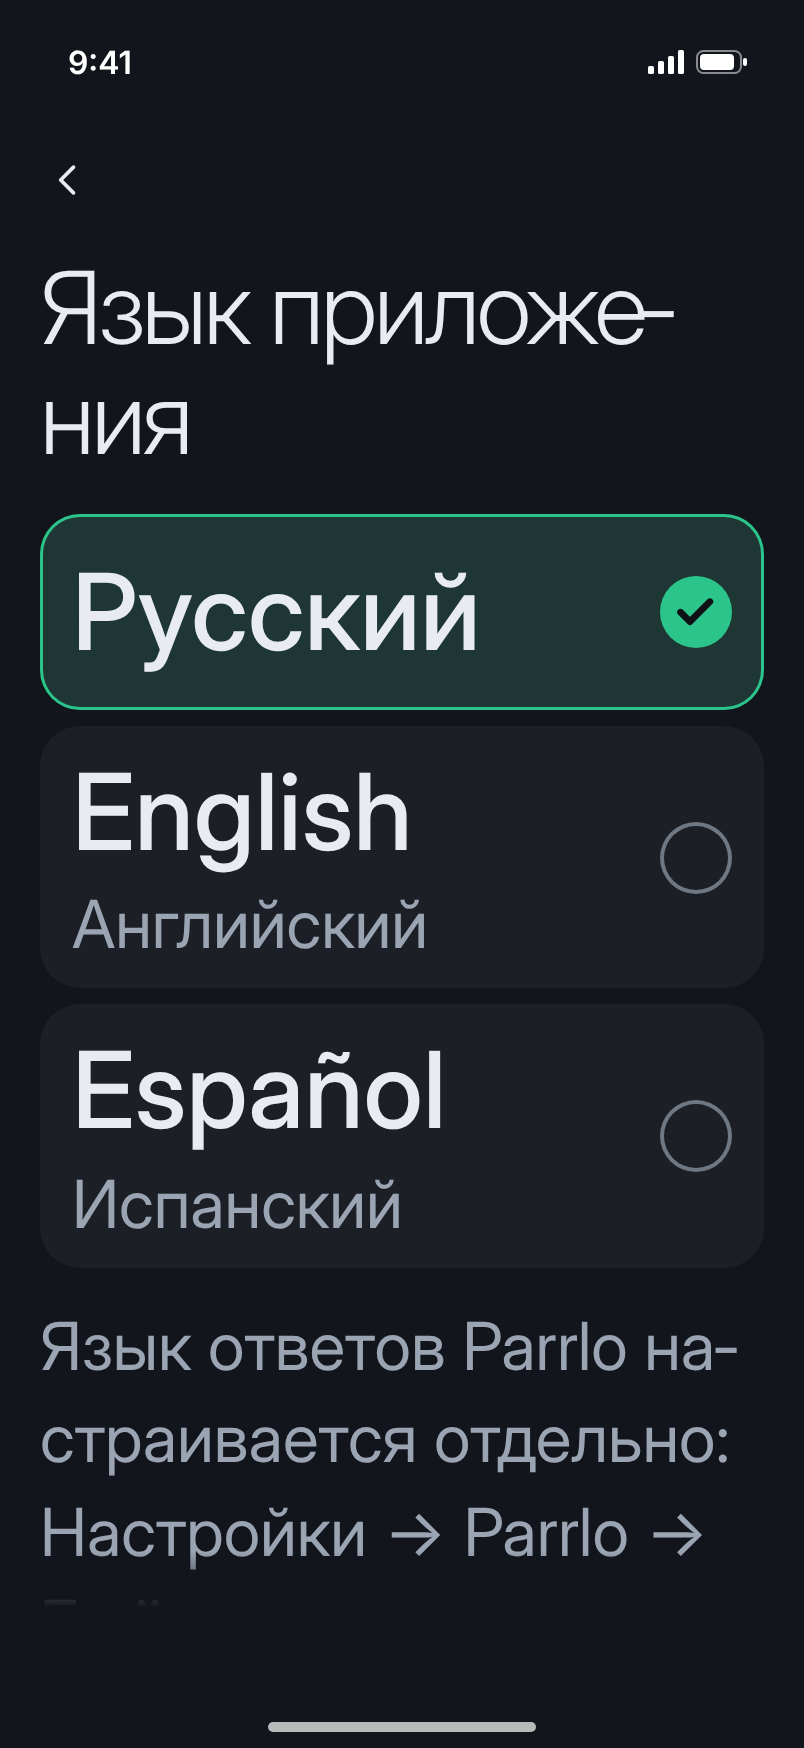 9:41
Язык приложе-
ния
Русский
English
Английский
Español
Испанский
Язык ответов Parrlo на-
страивается отдельно:
Настройки → Parrlo →